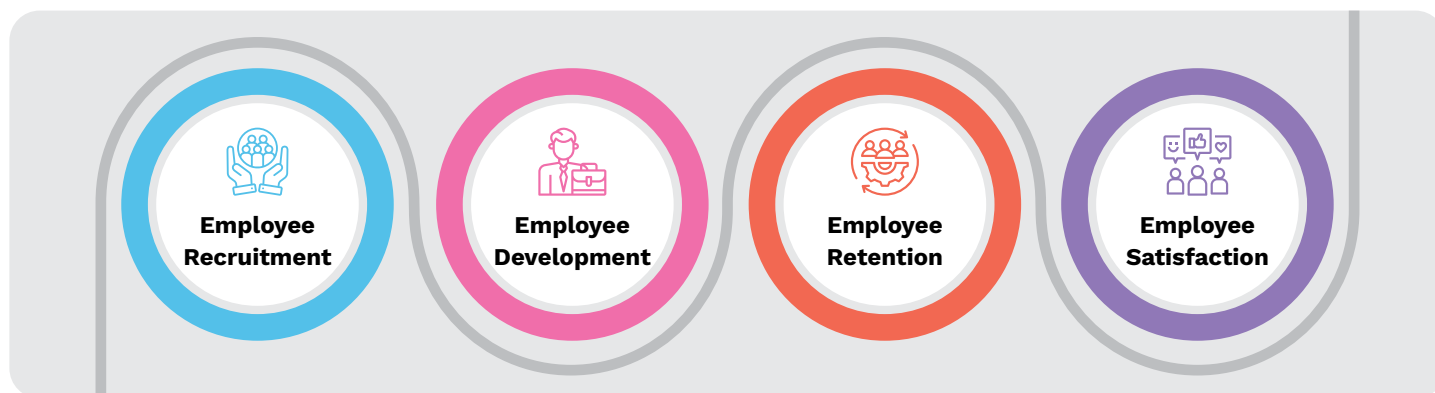 Employee
Recruitment
Employee
Development
Employee
Retention
Employee
Satisfaction